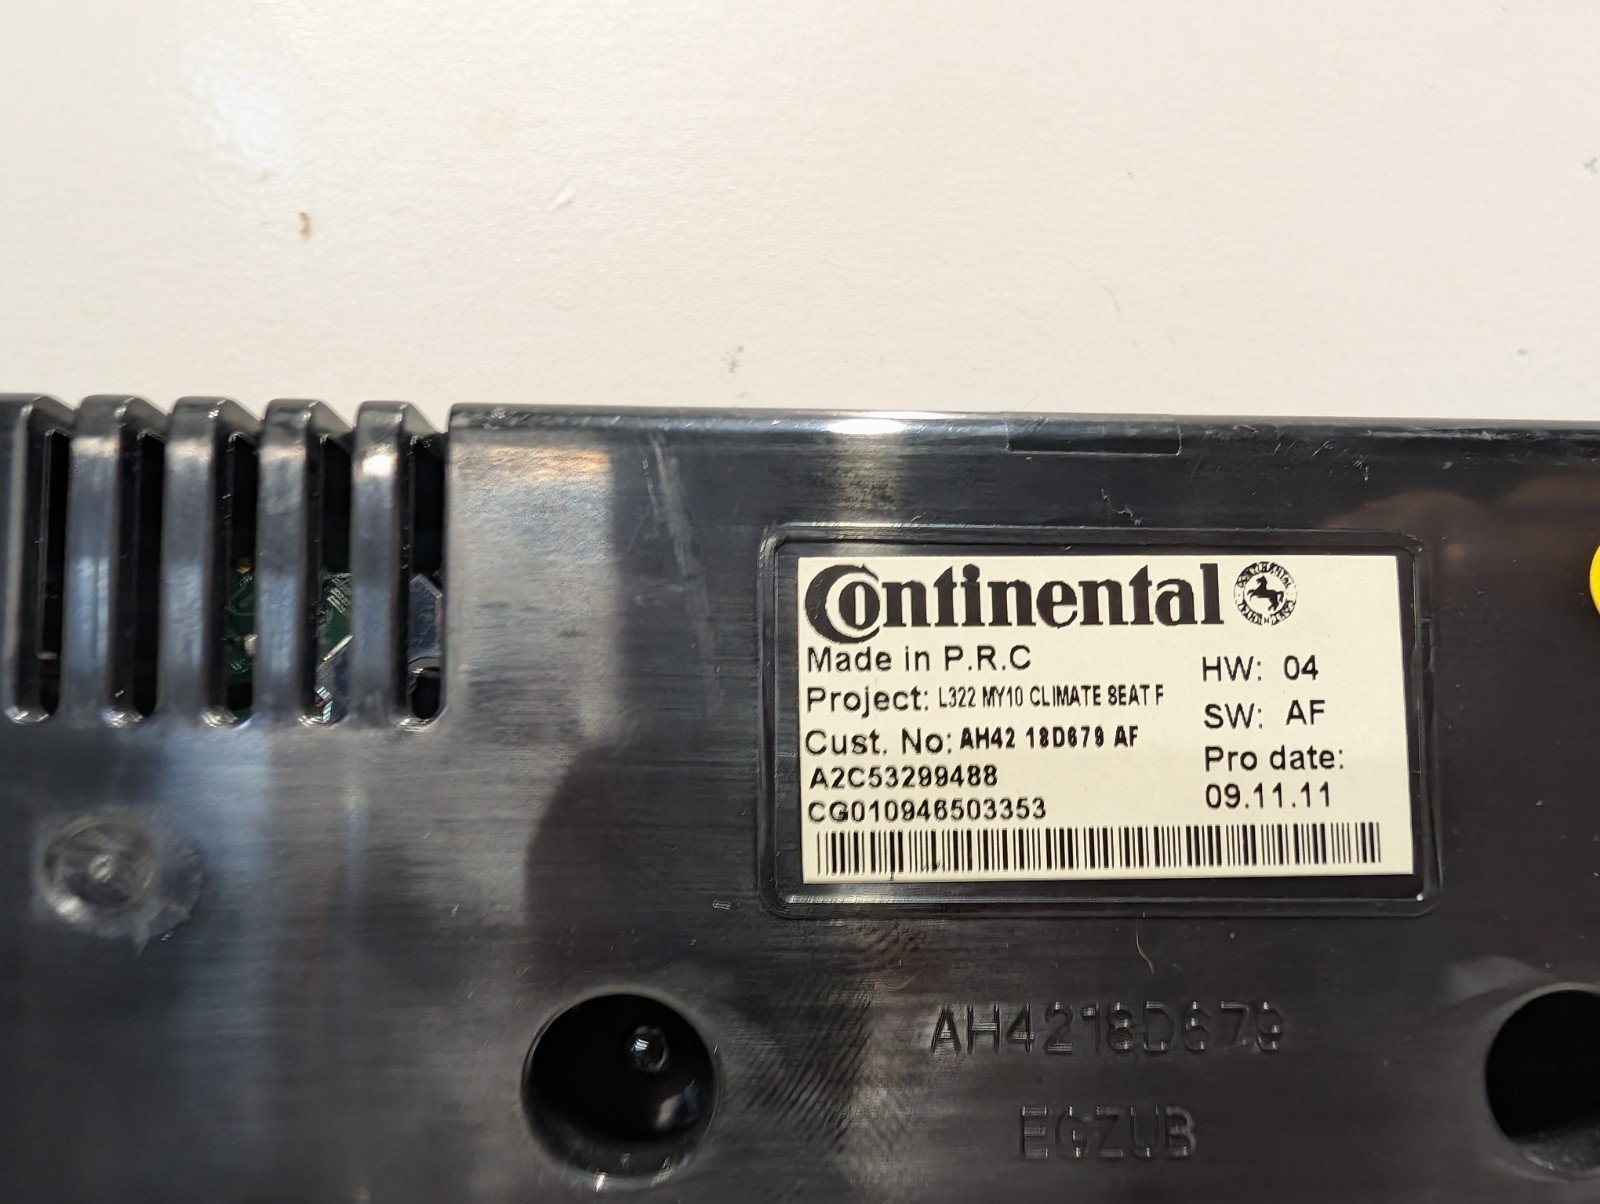 Continental
Made in P.R.C
Project: L322 MY10 CLIMATE SEAT F
Cust. No: AH42 18D679 AF
A2C53299488
CG010946503353
HW: 04
SW: AF
Pro date:
09.11.11
AH4218D679
EGZUB